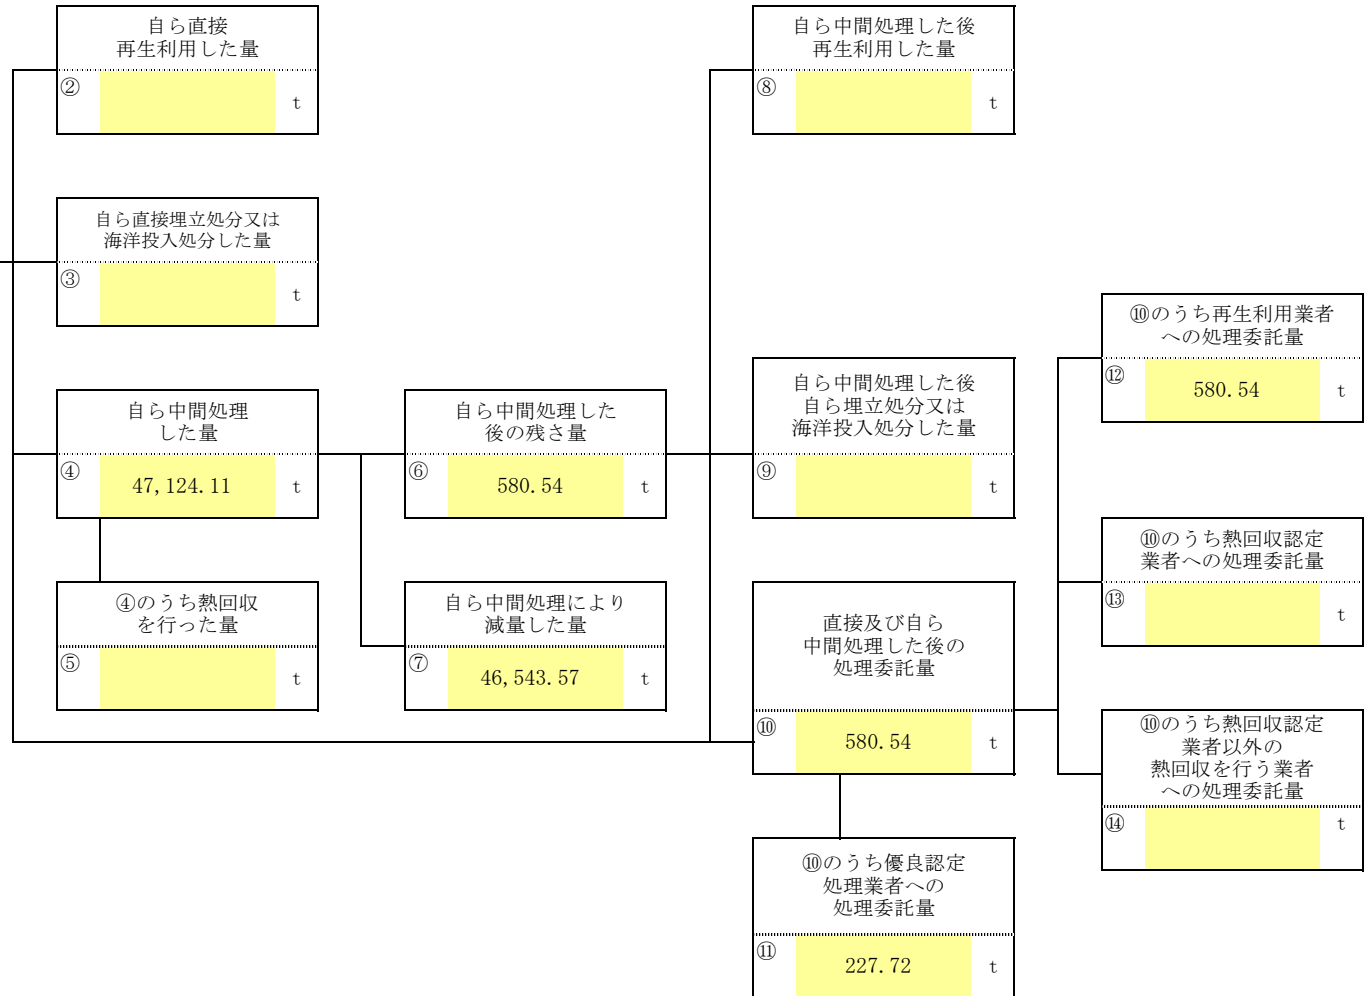 自ら直接
再生利用した量
② t
自ら中間処理した後
再生利用した量
⑧ t
自ら直接埋立処分又は
海洋投入処分した量
③ t
⑩のうち再生利用業者
への処理委託量
⑫ 580.54 t
自ら中間処理
した量
④ 47,124.11 t
自ら中間処理した
後の残さ量
⑥ 580.54 t
自ら中間処理した後
自ら埋立処分又は
海洋投入処分した量
⑨ t
⑩のうち熱回収認定
業者への処理委託量
⑬ t
④のうち熱回収
を行った量
⑤ t
自ら中間処理により
減量した量
⑦ 46,543.57 t
直接及び自ら
中間処理した後の
処理委託量
⑩ 580.54 t
⑩のうち熱回収認定
業者以外の
熱回収を行う業者
への処理委託量
⑭ t
⑩のうち優良認定
処理業者への
処理委託量
⑪ 227.72 t